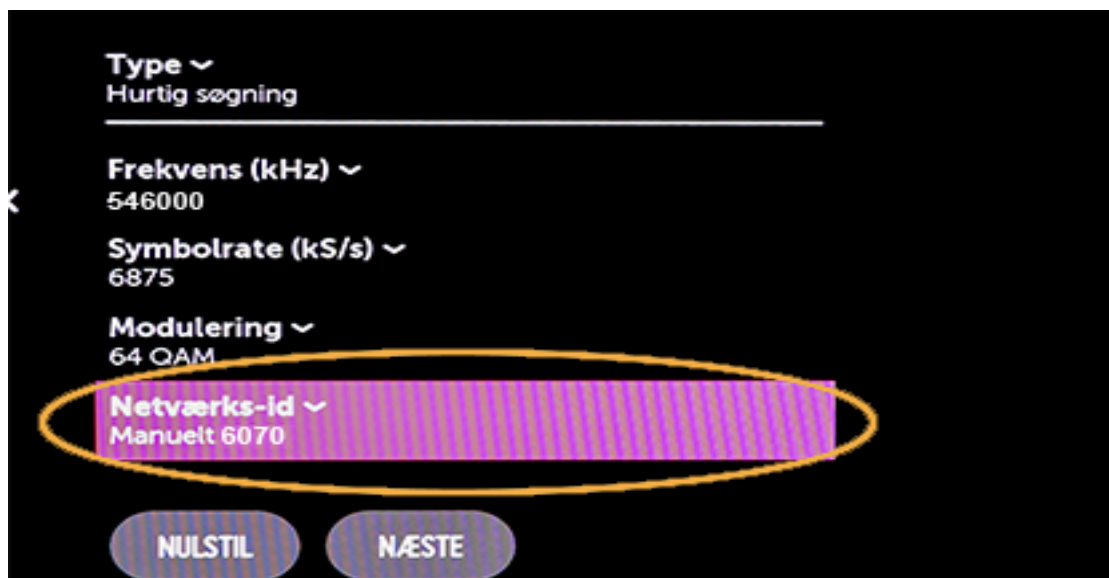 Type
Hurtig søgning
Frekvens (kHz)
546000
Symbolrate (kS/s)
6875
Modulering
64 QAM
Netværks-id
Manuelt 6070
NULSTIL
NÆSTE